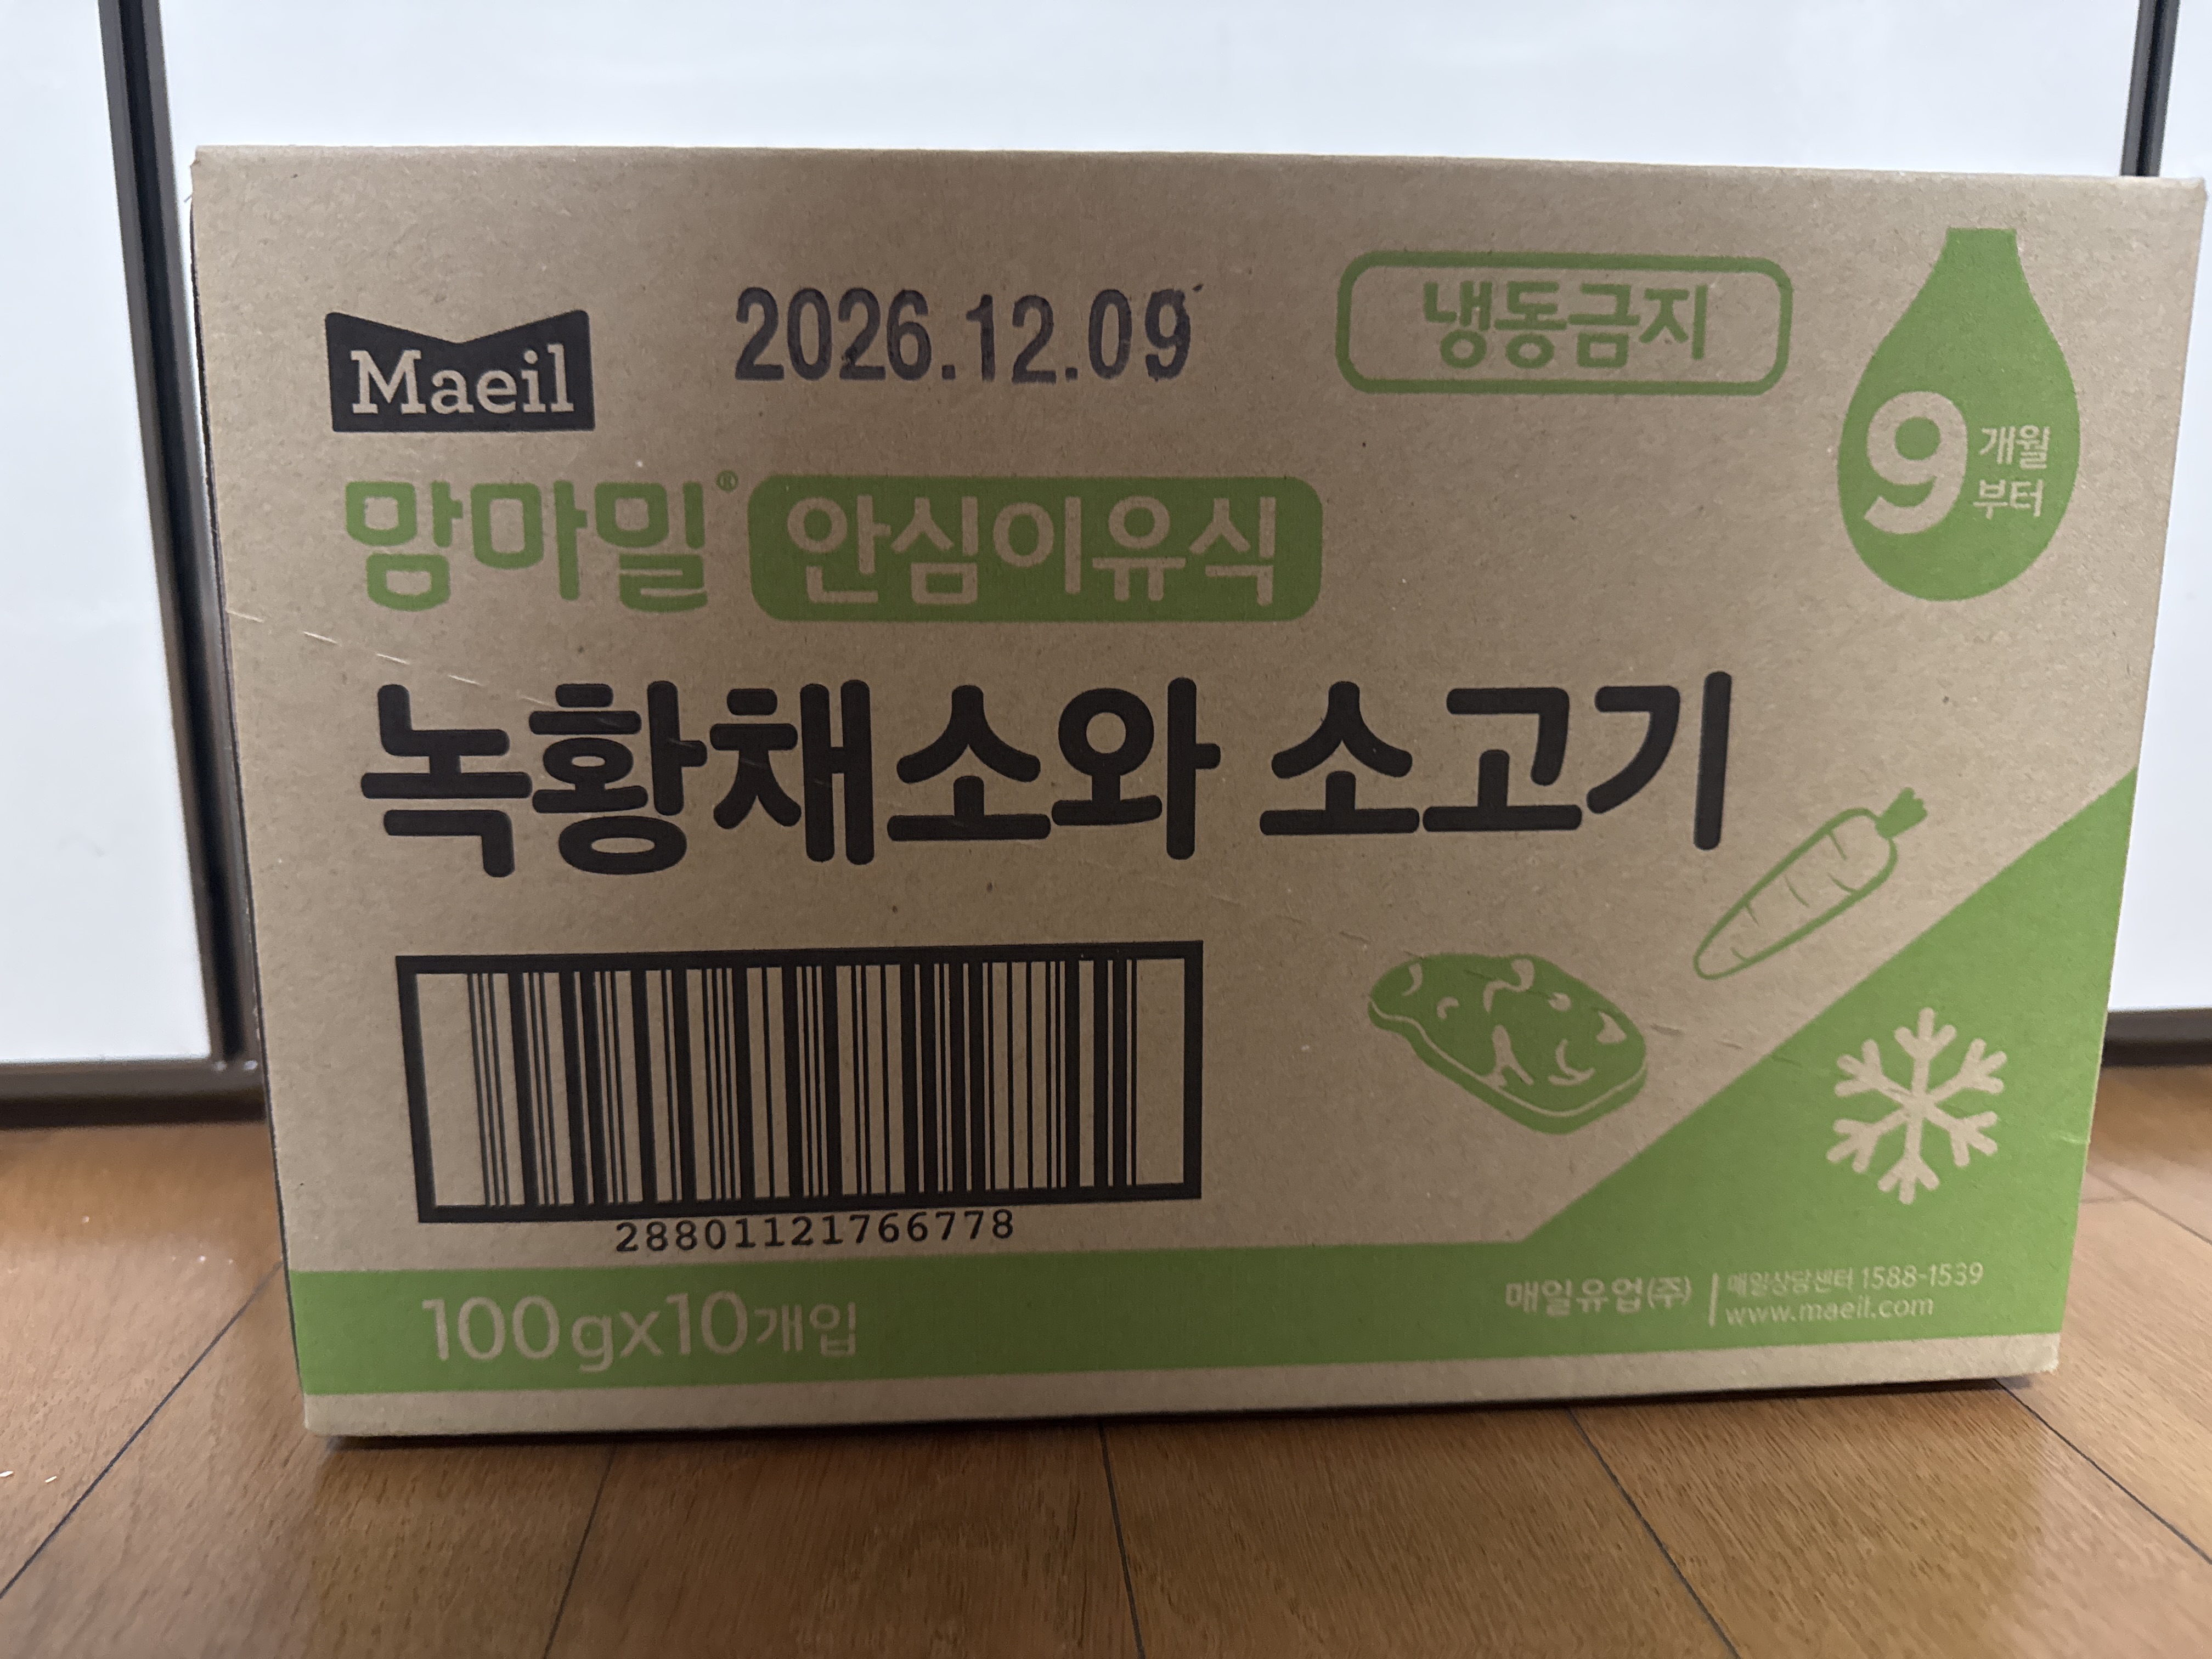 Maeil
2026.12.09
냉동금지
9개월
부터
맘마밀® 안심이유식
녹황채소와 소고기
28801121766778
100gx10개입
매일유업(주)
매일상담센터 1588-1539
www.maeil.com